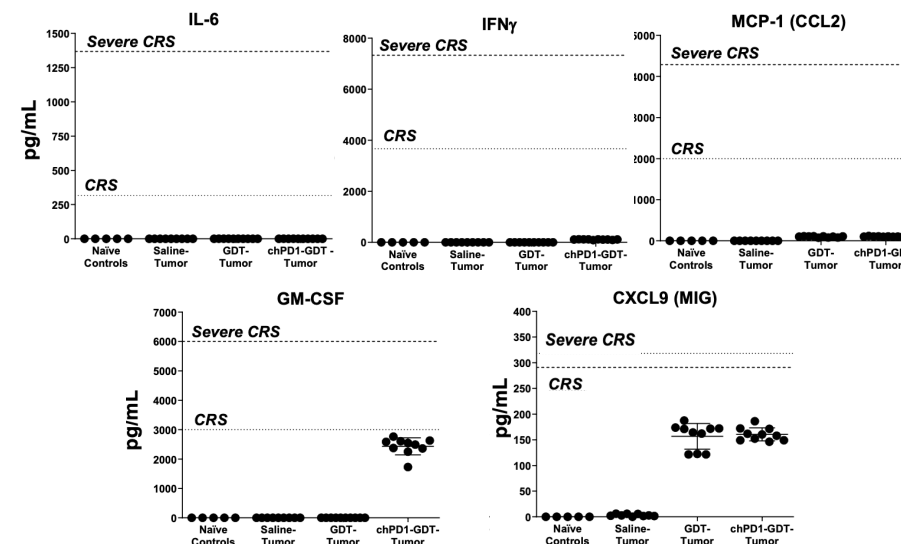 IL-6
1500
Severe CRS
1250
1000
pg/mL
750
500
CRS
250
0
Naïve Controls
Saline-Tumor
GDT-Tumor
chPD1-GDT-Tumor
IFNγ
8000
Severe CRS
6000
4000
CRS
2000
0
Naïve Controls
Saline-Tumor
GDT-Tumor
chPD1-GDT-Tumor
MCP-1 (CCL2)
Severe CRS
CRS
0
Naïve Controls
Saline-Tumor
GDT-Tumor
GM-CSF
7000
Severe CRS
6000
5000
pg/mL
4000
CRS
3000
2000
1000
0
Naïve Controls
Saline-Tumor
GDT-Tumor
chPD1-GDT-Tumor
CXCL9 (MIG)
400
350
Severe CRS
300
CRS
250
pg/mL
200
150
100
50
0
Naïve Controls
Saline-Tumor
GDT-Tumor
chPD1-GDT-Tumor